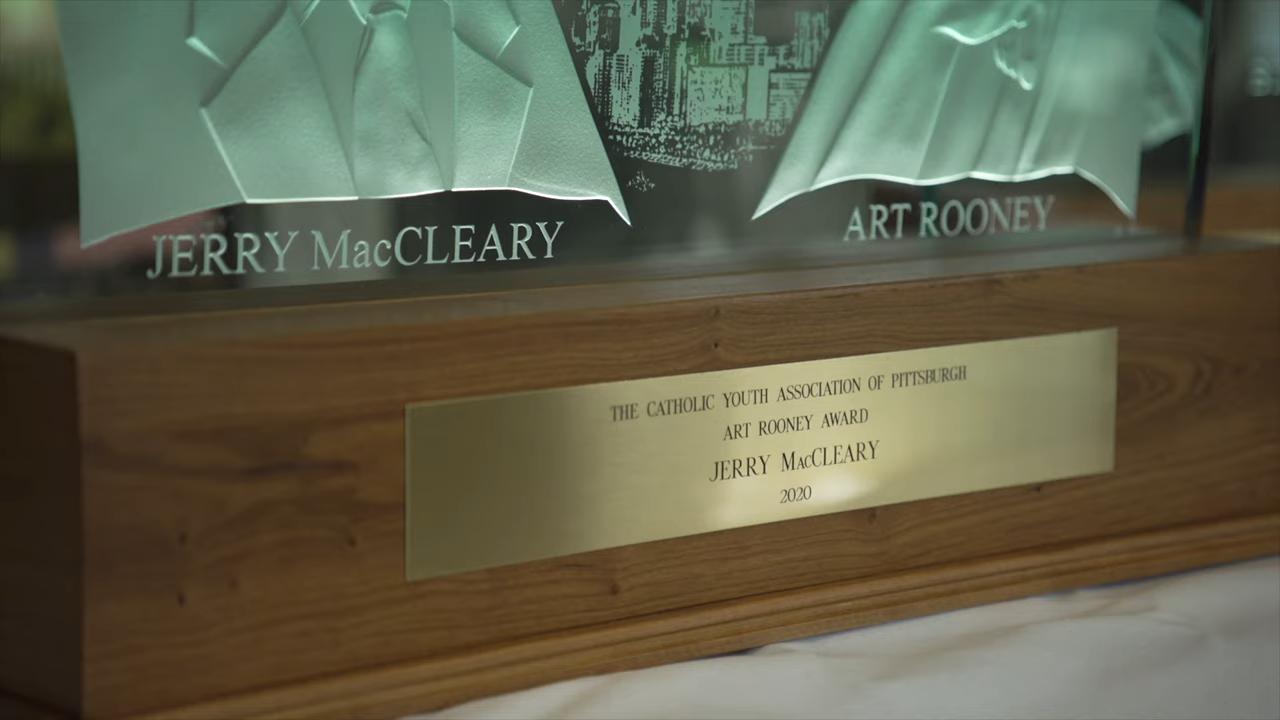 JERRY MacCLEARY
ART ROONEY
THE CATHOLIC YOUTH ASSOCIATION OF PITTSBURGH
ART ROONEY AWARD
JERRY MacCLEARY
2020